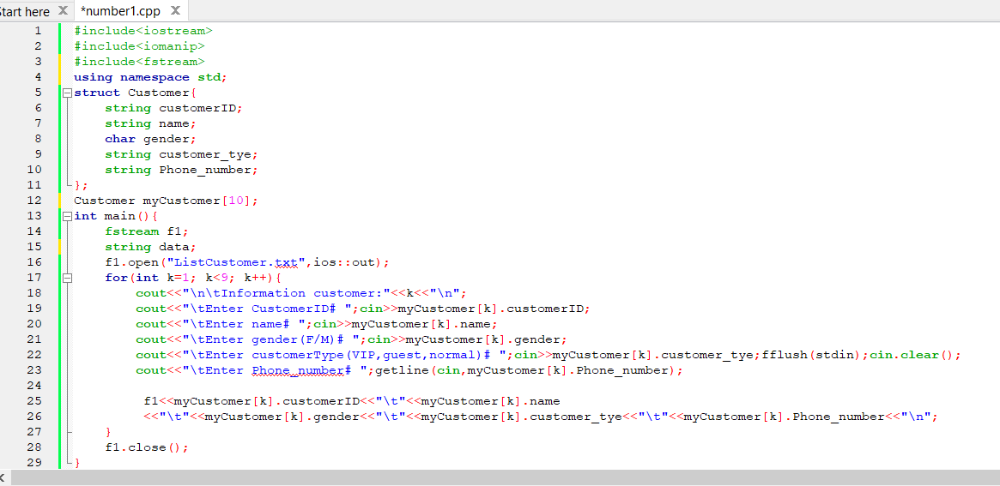 Start here X *number1.cpp X
1 #include<iostream>
2 #include<iomanip>
3 #include<fstream>
4 using namespace std;
5 struct Customer{
6 string customerID;
7 string name;
8 char gender;
9 string customer_tye;
10 string Phone_number;
11 };
12 Customer myCustomer[10];
13 int main(){
14 fstream f1;
15 string data;
16 f1.open("ListCustomer.txt",ios::out);
17 for(int k=1; k<9; k++){
18 cout<<"\n\tInformation customer:"<<k<<"\n";
19 cout<<"\tEnter CustomerID# ";cin>>myCustomer[k].customerID;
20 cout<<"\tEnter name# ";cin>>myCustomer[k].name;
21 cout<<"\tEnter gender(F/M)# ";cin>>myCustomer[k].gender;
22 cout<<"\tEnter customerType(VIP,guest,normal)# ";cin>>myCustomer[k].customer_tye;fflush(stdin);cin.clear();
23 cout<<"\tEnter Phone_number# ";getline(cin,myCustomer[k].Phone_number);
24
25 f1<<myCustomer[k].customerID<<"\t"<<myCustomer[k].name
26 <<"\t"<<myCustomer[k].gender<<"\t"<<myCustomer[k].customer_tye<<"\t"<<myCustomer[k].Phone_number<<"\n";
27 }
28 f1.close();
29 }